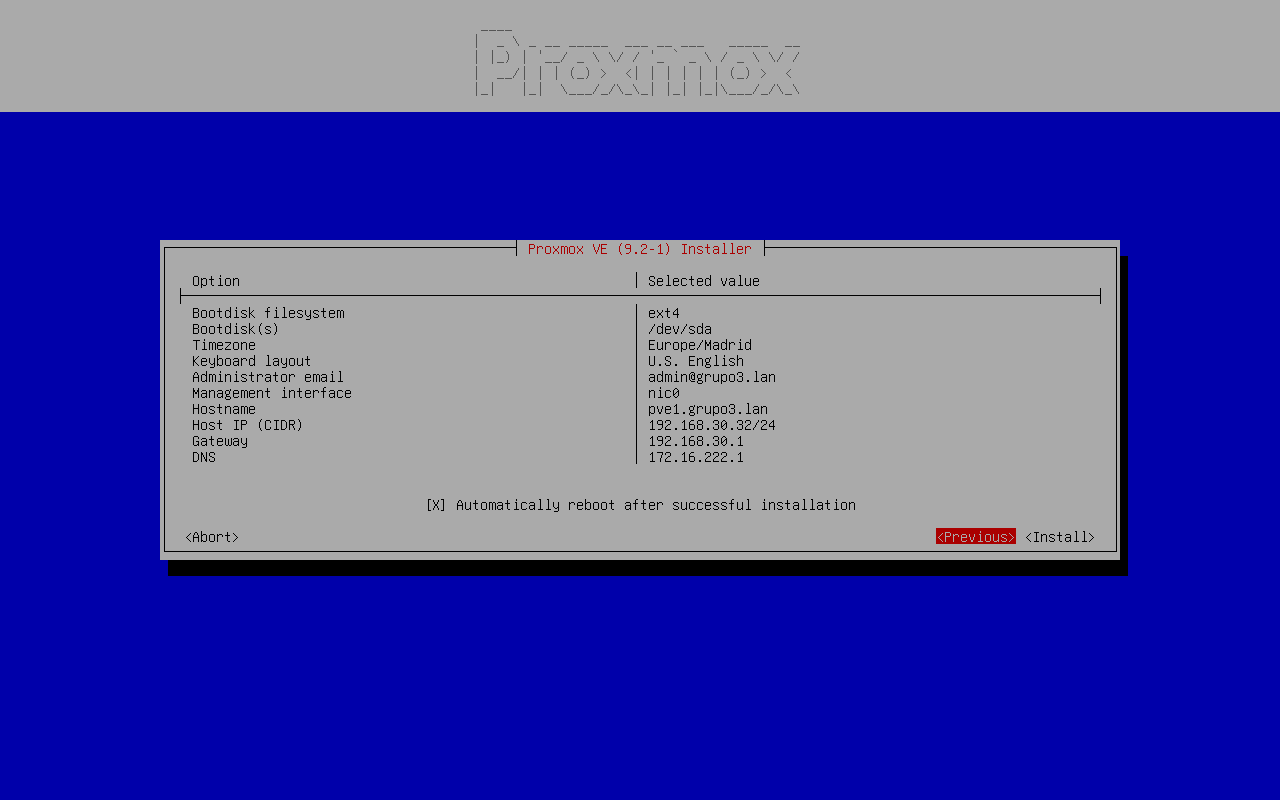 Proxmox
Proxmox VE (9.2-1) Installer
Option Selected value
Bootdisk filesystem ext4
Bootdisk(s) /dev/sda
Timezone Europe/Madrid
Keyboard layout U.S. English
Administrator email admin@grupo3.lan
Management interface nic0
Hostname pve1.grupo3.lan
Host IP (CIDR) 192.168.30.32/24
Gateway 192.168.30.1
DNS 172.16.222.1
[X] Automatically reboot after successful installation
<Abort> <Previous> <Install>